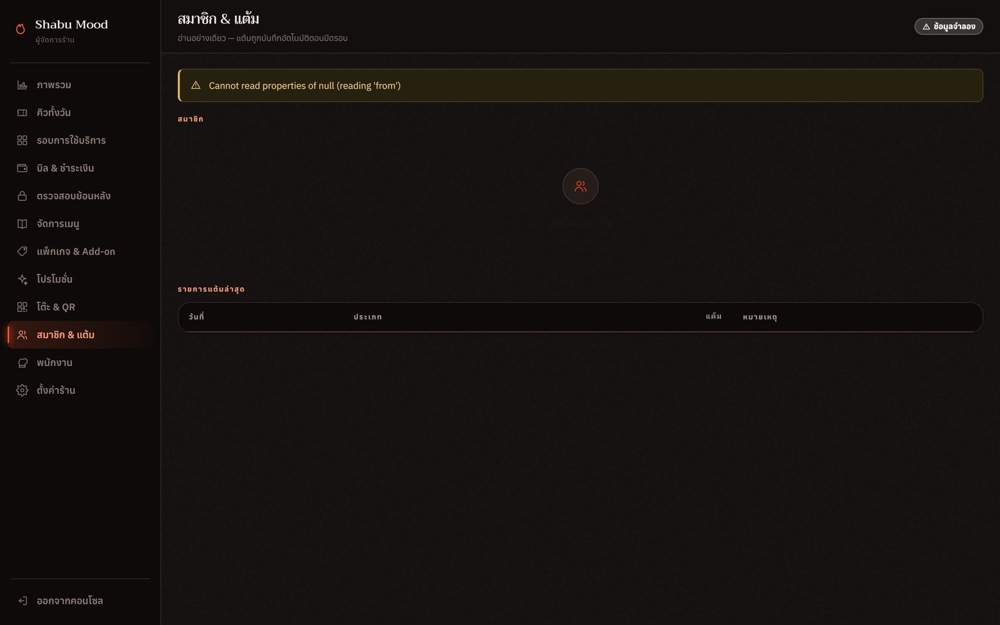 Shabu Mood
ผู้จัดการร้าน
ภาพรวม
คิวทั้งวัน
รอบการใช้บริการ
บิล & ชำระเงิน
ตรวจสอบย้อนหลัง
จัดการเมนู
แพ็กเกจ & Add-on
โปรโมชั่น
โต๊ะ & QR
สมาชิก & แต้ม
พนักงาน
ตั้งค่าร้าน
ออกจากคอนโซล
สมาชิก & แต้ม
อ่านอย่างเดียว — แต้มถูกบันทึกอัตโนมัติตอนปิดรอบ
ข้อมูลจำลอง
Cannot read properties of null (reading 'from')
สมาชิก
ยังไม่มีสมาชิก
รายการแต้มล่าสุด
วันที่ ประเภท แต้ม หมายเหตุ